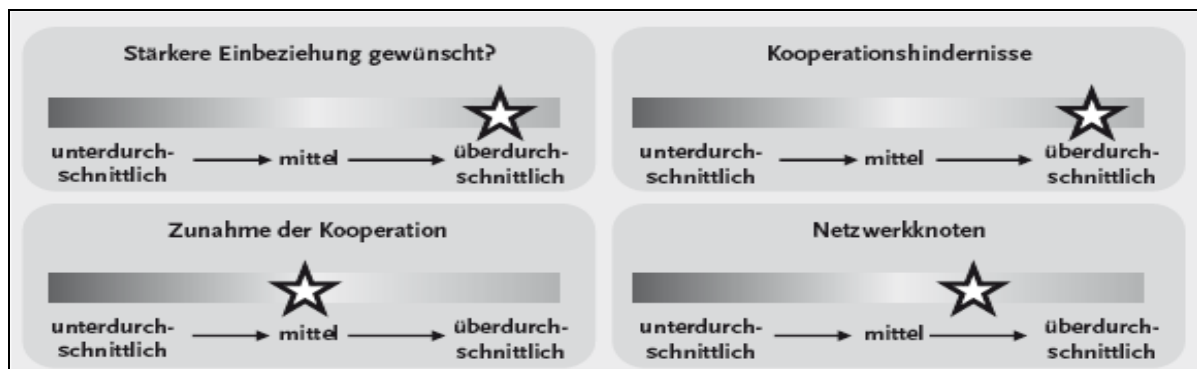 Stärkere Einbeziehung gewünscht?
unterdurch-
schnittlich
mittel
überdurch-
schnittlich
Kooperationshindernisse
unterdurch-
schnittlich
mittel
überdurch-
schnittlich
Zunahme der Kooperation
unterdurch-
schnittlich
mittel
überdurch-
schnittlich
Netzwerkknoten
unterdurch-
schnittlich
mittel
überdurch-
schnittlich